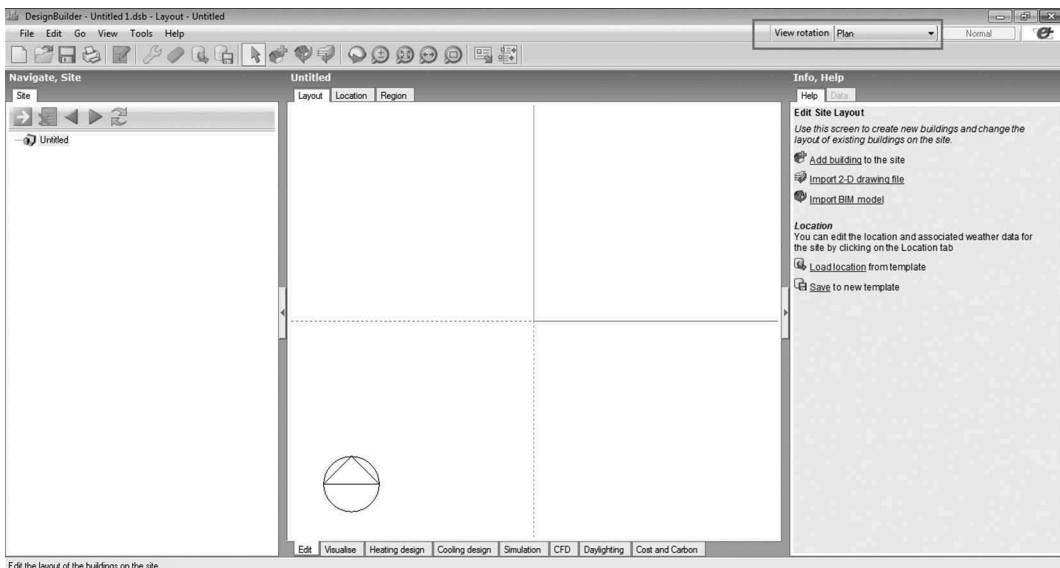 DesignBuilder - Untitled 1.dsb - Layout - Untitled
File Edit Go View Tools Help
View rotation Plan
Normal
Navigate, Site
Site
Untitled
Untitled
Layout Location Region
Info, Help
Help Data
Edit Site Layout
Use this screen to create new buildings and change the
layout of existing buildings on the site.
Add building to the site
Import 2-D drawing file
Import BIM model
Location
You can edit the location and associated weather data for
the site by clicking on the Location tab
Load location from template
Save to new template
Edit Visualise Heating design Cooling design Simulation CFD Daylighting Cost and Carbon
Edit the layout of the buildings on the site